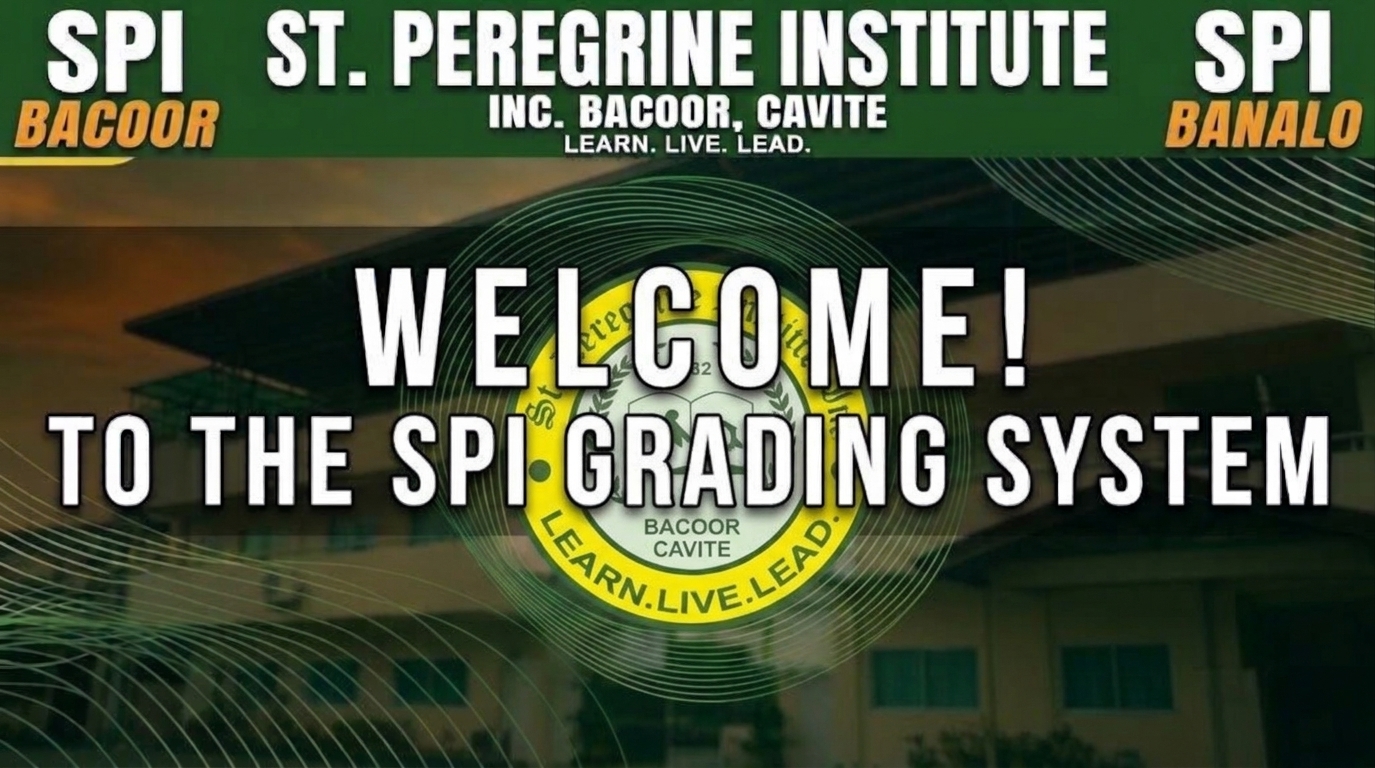 SPI
BACOOR
ST. PEREGRINE INSTITUTE
INC. BACOOR, CAVITE
LEARN. LIVE. LEAD.
SPI
BANALO
WELCOME!
TO THE SPI GRADING SYSTEM
St.
BACOOR
CAVITE
LEARN.LIVE.LEAD.